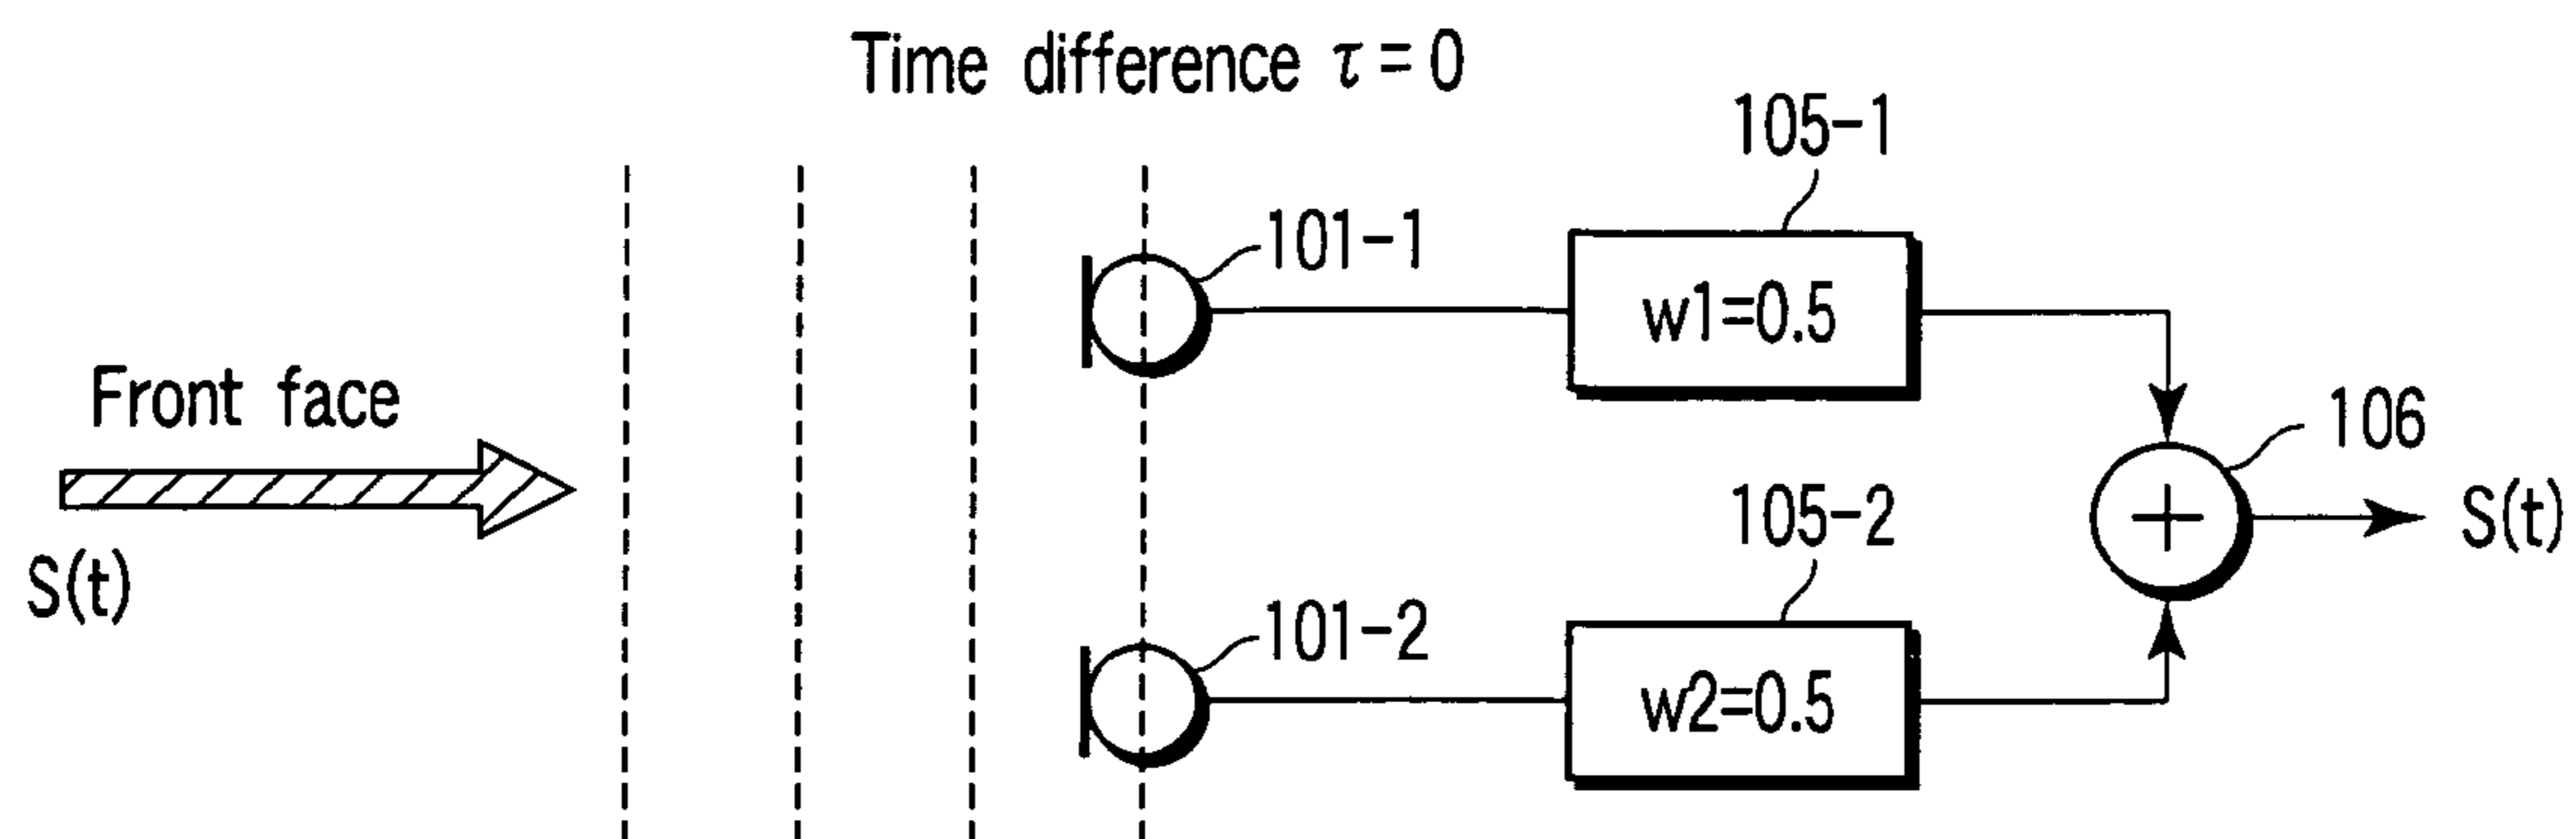 Time difference τ = 0
105-1
101-1
w1=0.5
Front face
106
105-2
S(t)
S(t)
101-2
w2=0.5